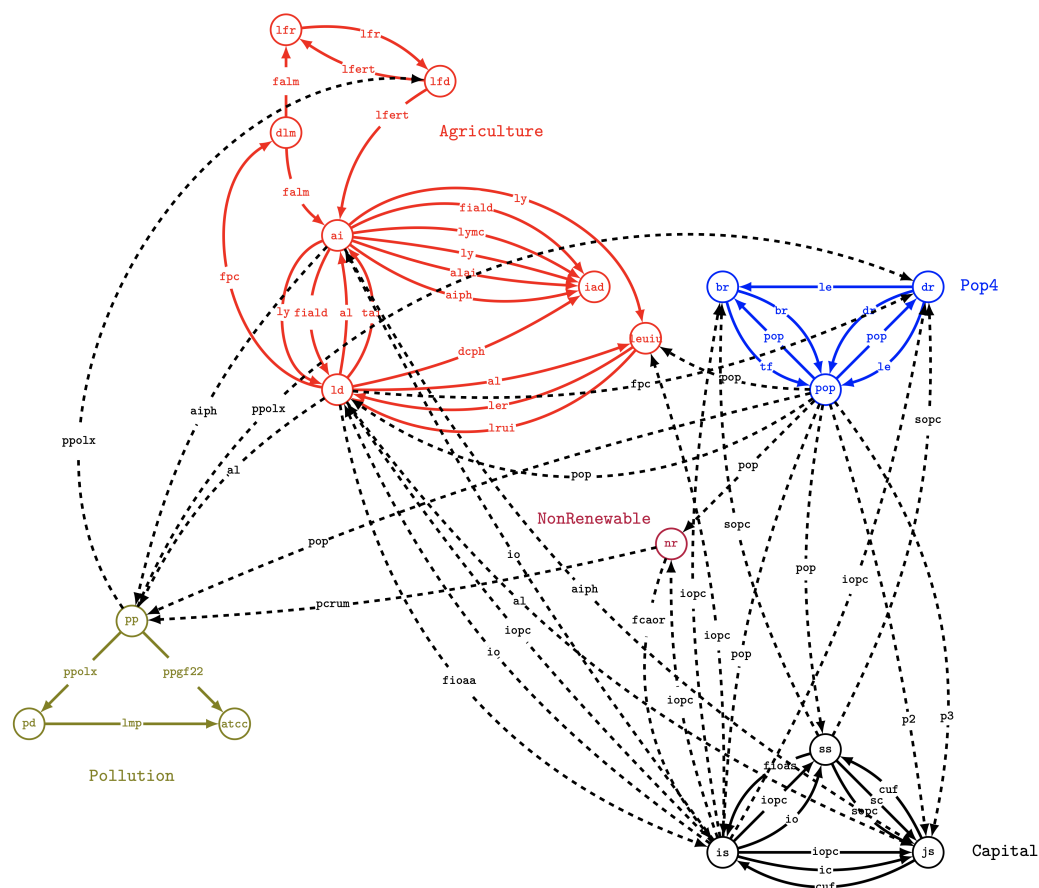 lfr
lfr
lfert
lfd
falm
lfert
dlm
Agriculture
falm
ly
fiald
ai
lymc
ly
alai
fpc
br
le
dr
Pop4
iad
aiph
ly
fiald
al
tai
br
dr
leuiu
pop
pop
dcph
tf
le
pop
fpc
al
ld
pop
ler
aiph
ppolx
sopc
lrui
ppolx
al
pop
pop
NonRenewable
sopc
nr
pop
io
pop
iopc
aiph
iopc
al
pcrum
pp
fcaor
iopc
iopc
io
pop
ppolx
ppgf22
fioaa
iopc
p2
p3
pd
lmp
atcc
ss
fioas
Pollution
cuf
iopc
sc
sopc
io
is
iopc
js
Capital
ic
cuf